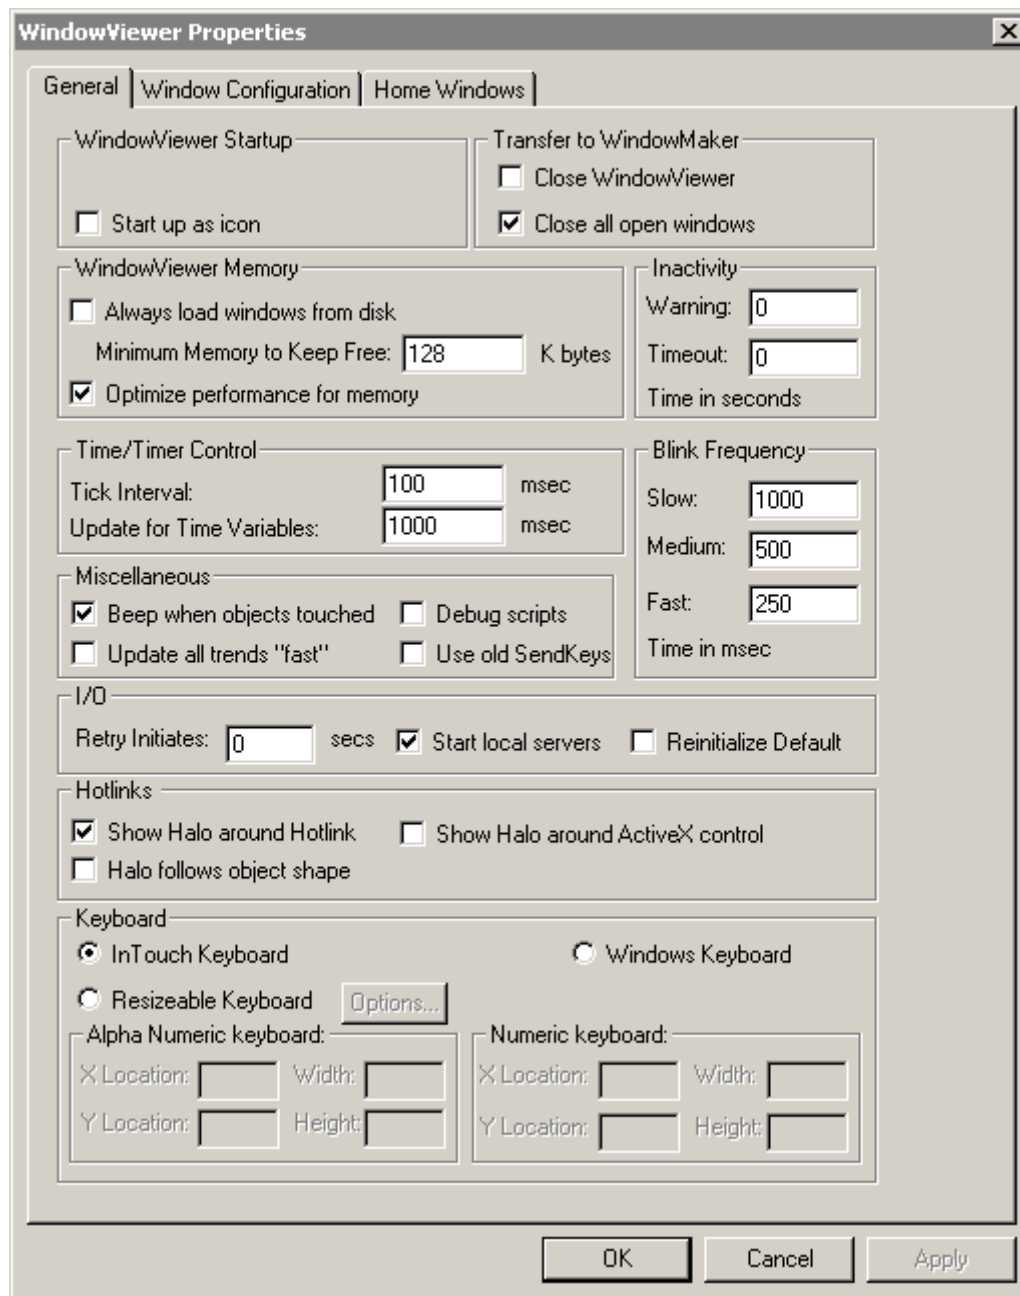 WindowViewer Properties
General Window Configuration Home Windows
WindowViewer Startup
Start up as icon
Transfer to WindowMaker
Close WindowViewer
Close all open windows
WindowViewer Memory
Always load windows from disk
Minimum Memory to Keep Free: 128 K bytes
Optimize performance for memory
Inactivity
Warning: 0
Timeout: 0
Time in seconds
Time/Timer Control
Tick Interval: 100 msec
Update for Time Variables: 1000 msec
Blink Frequency
Slow: 1000
Medium: 500
Fast: 250
Time in msec
Miscellaneous
Beep when objects touched Debug scripts
Update all trends "fast" Use old SendKeys
I/O
Retry Initiates: 0 secs Start local servers Reinitialize Default
Hotlinks
Show Halo around Hotlink Show Halo around ActiveX control
Halo follows object shape
Keyboard
InTouch Keyboard Windows Keyboard
Resizeable Keyboard Options...
Alpha Numeric keyboard:
X Location: Width:
Y Location: Height:
Numeric keyboard:
X Location: Width:
Y Location: Height:
OK Cancel Apply